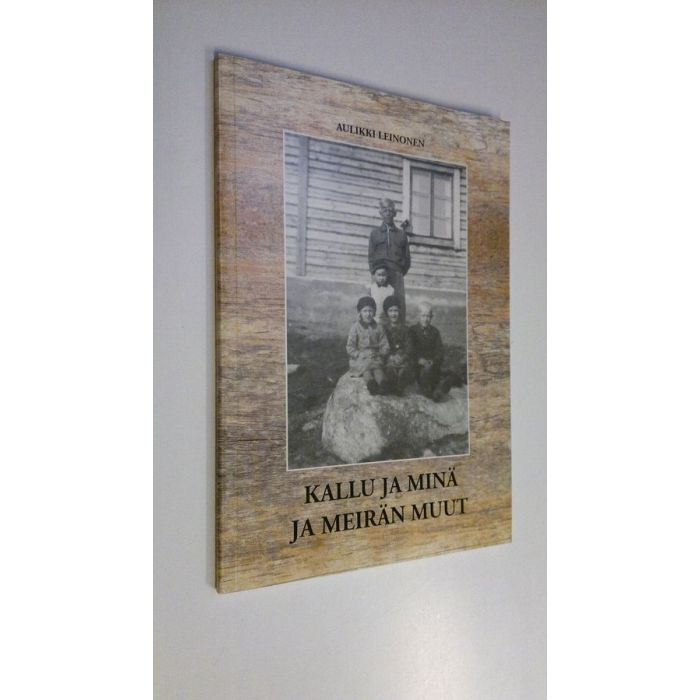 AULIKKI LEINONEN
KALLU JA MINÄ
JA MEIRÄN MUUT